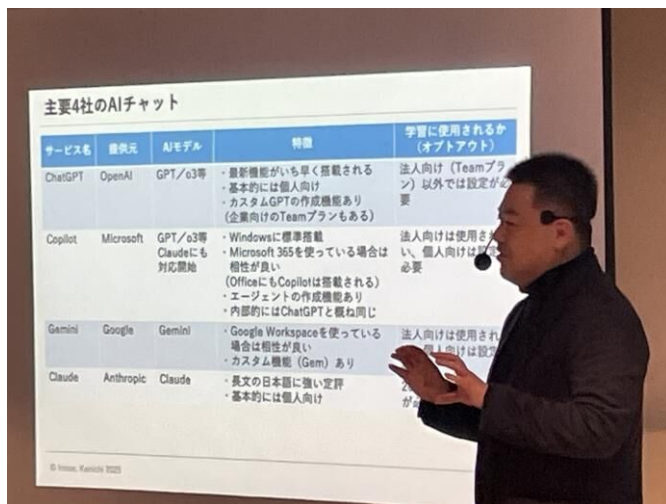 主要4社のAIチャット
サービス名 提供元 AIモデル 特徴 学習に使用されるか
（オプトアウト）
ChatGPT OpenAI GPT／o3等 ・最新機能がいち早く搭載される
・基本的には個人向け
・カスタムGPTの作成機能あり
（企業向けのTeamプランもある）
法人向け（Teamプラ
ン）以外では設定が必
要
Copilot Microsoft GPT／o3等
Claudeにも
対応開始
・Windowsに標準搭載
・Microsoft 365を使っている場合は
相性が良い
（OfficeにもCopilotは搭載される）
・エージェントの作成機能あり
・内部的にはChatGPTと概ね同じ
法人向けは使用され
い、個人向けは設定
必要
Gemini Google Gemini ・Google Workspaceを使っている
場合は相性が良い
・カスタム機能（Gem）あり
法人向けは使用され
個人向けは設
Claude Anthropic Claude ・長文の日本語に強い定評
・基本的には個人向け
が
©
2025